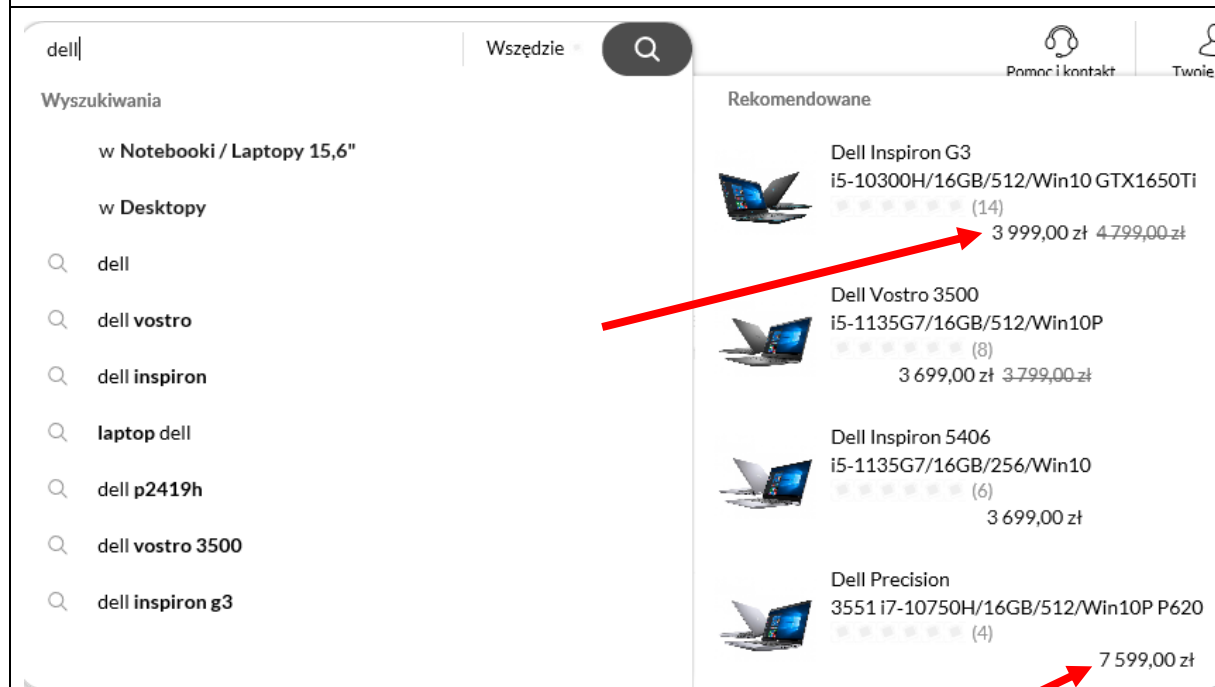 dell
Wszędzie
Pomoc i kontakt
Twoje
Wyszukiwania
w Notebooki / Laptopy 15,6"
w Desktopy
dell
dell vostro
dell inspiron
laptop dell
dell p2419h
dell vostro 3500
dell inspiron g3
Rekomendowane
Dell Inspiron G3
i5-10300H/16GB/512/Win10 GTX1650Ti
(14)
3 999,00 zł 4 799,00 zł
Dell Vostro 3500
i5-1135G7/16GB/512/Win10P
(8)
3 699,00 zł 3 799,00 zł
Dell Inspiron 5406
i5-1135G7/16GB/256/Win10
(6)
3 699,00 zł
Dell Precision
3551 i7-10750H/16GB/512/Win10P P620
(4)
7 599,00 zł